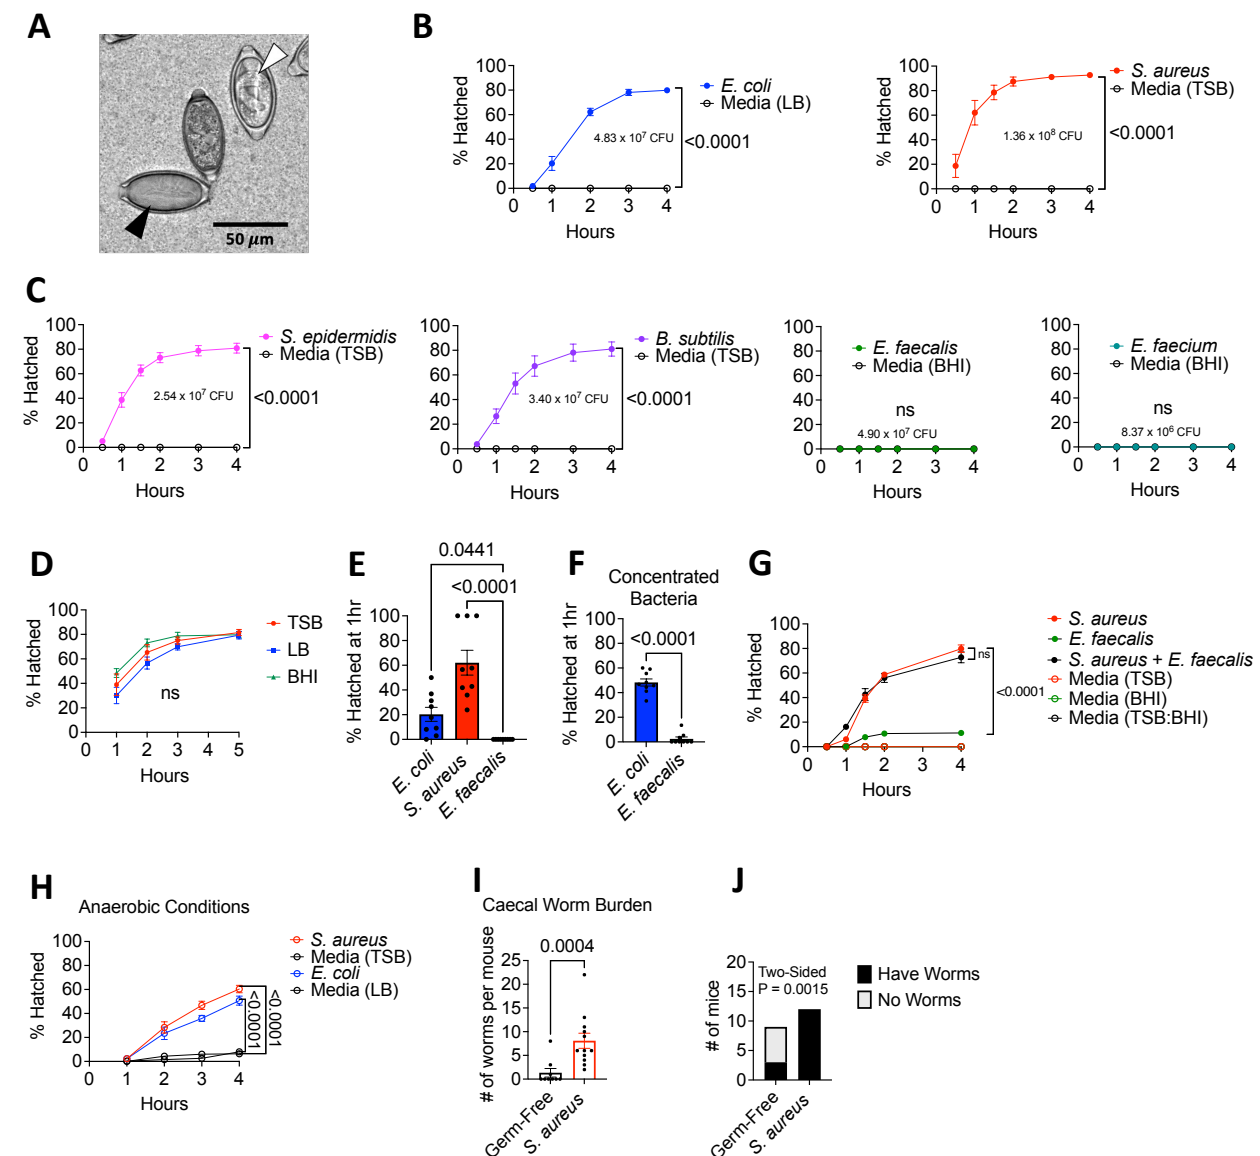 A
50 µm
B
% Hatched
100
80
60
40
20
0
0 1 2 3 4
Hours
4.83 x 10⁷ CFU
E. coli
Media (LB)
<0.0001
% Hatched
100
80
60
40
20
0
0 1 2 3 4
Hours
1.36 x 10⁸ CFU
S. aureus
Media (TSB)
<0.0001
C
% Hatched
100
80
60
40
20
0
0 1 2 3 4
Hours
2.54 x 10⁷ CFU
S. epidermidis
Media (TSB)
<0.0001
% Hatched
100
80
60
40
20
0
0 1 2 3 4
Hours
3.40 x 10⁷ CFU
B. subtilis
Media (TSB)
<0.0001
% Hatched
100
80
60
40
20
0
0 1 2 3 4
Hours
E. faecalis
Media (BHI)
ns
4.90 x 10⁷ CFU
% Hatched
100
80
60
40
20
0
0 1 2 3 4
Hours
E. faecium
Media (BHI)
ns
8.37 x 10⁶ CFU
D
% Hatched
100
80
60
40
20
0
0 1 2 3 5
Hours
ns
TSB
LB
BHI
E
% Hatched at 1hr
100
80
60
40
20
0
0.0441
<0.0001
E. coli
S. aureus
E. faecalis
F
Concentrated
Bacteria
% Hatched at 1hr
100
80
60
40
20
0
<0.0001
E. coli
E. faecalis
G
% Hatched
100
80
60
40
20
0
0 1 2 3 4
Hours
ns
<0.0001
S. aureus
E. faecalis
S. aureus + E. faecalis
Media (TSB)
Media (BHI)
Media (TSB:BHI)
H
Anaerobic Conditions
% Hatched
100
80
60
40
20
0
0 1 2 3 4
Hours
<0.0001
<0.0001
S. aureus
Media (TSB)
E. coli
Media (LB)
I
Caecal Worm Burden
# of worms per mouse
25
20
15
10
5
0
0.0004
Germ-Free
S. aureus
J
# of mice
20
15
10
5
0
Two-Sided
P = 0.0015
Germ-Free
S. aureus
Have Worms
No Worms